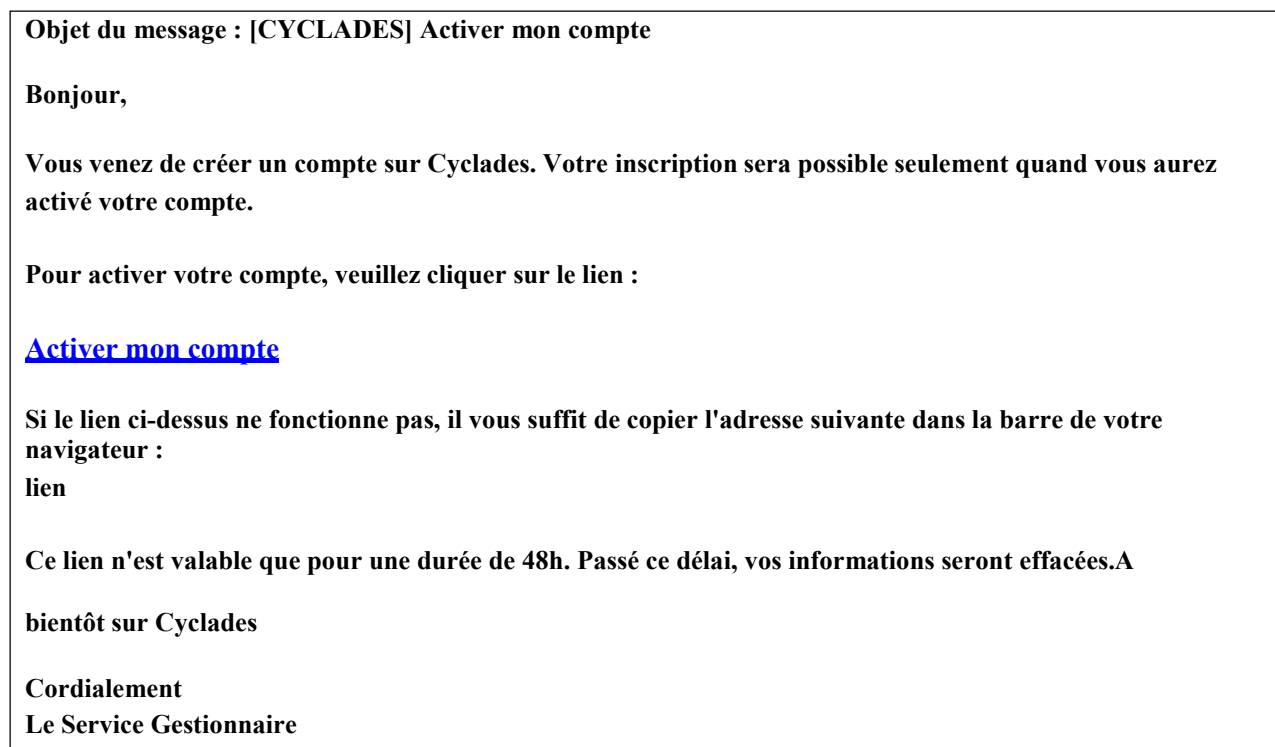 Objet du message : [CYCLADES] Activer mon compte
Bonjour,
Vous venez de créer un compte sur Cyclades. Votre inscription sera possible seulement quand vous aurez
activé votre compte.
Pour activer votre compte, veuillez cliquer sur le lien :
Activer mon compte
Si le lien ci-dessus ne fonctionne pas, il vous suffit de copier l'adresse suivante dans la barre de votre
navigateur :
lien
Ce lien n'est valable que pour une durée de 48h. Passé ce délai, vos informations seront effacées.A
bientôt sur Cyclades
Cordialement
Le Service Gestionnaire